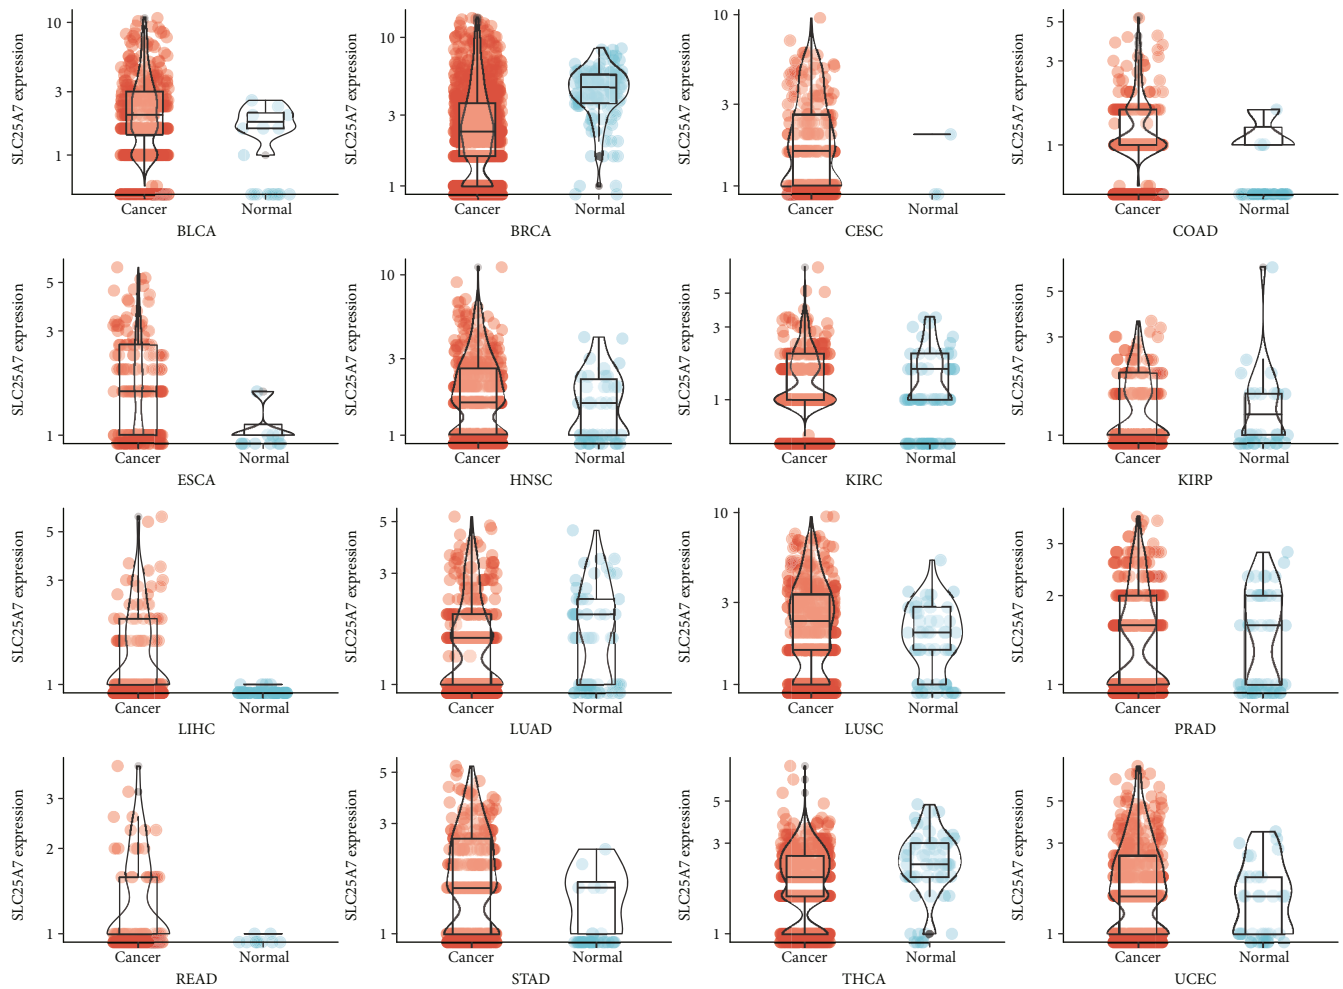 SLC25A7 expression
10
3
1
Cancer Normal
BLCA
SLC25A7 expression
10
3
1
Cancer Normal
BRCA
SLC25A7 expression
10
3
1
Cancer Normal
CESC
SLC25A7 expression
5
3
1
Cancer Normal
COAD
SLC25A7 expression
5
3
1
Cancer Normal
ESCA
SLC25A7 expression
10
3
1
Cancer Normal
HNSC
SLC25A7 expression
5
3
1
Cancer Normal
KIRC
SLC25A7 expression
5
3
1
Cancer Normal
KIRP
SLC25A7 expression
5
3
1
Cancer Normal
LIHC
SLC25A7 expression
5
3
1
Cancer Normal
LUAD
SLC25A7 expression
10
3
1
Cancer Normal
LUSC
SLC25A7 expression
3
2
1
Cancer Normal
PRAD
SLC25A7 expression
3
2
1
Cancer Normal
READ
SLC25A7 expression
5
3
1
Cancer Normal
STAD
SLC25A7 expression
5
3
1
Cancer Normal
THCA
SLC25A7 expression
5
3
1
Cancer Normal
UCEC